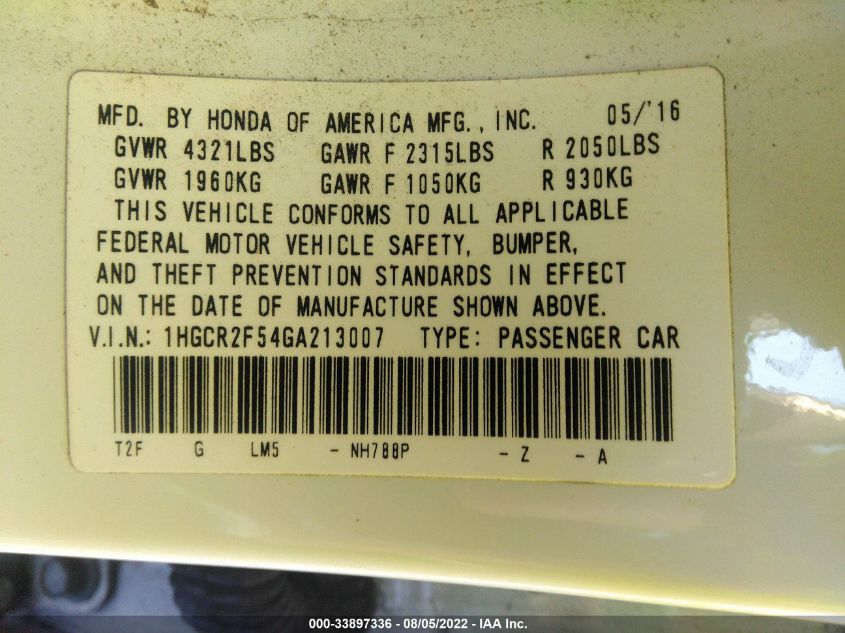 MFD. BY HONDA OF AMERICA MFG., INC. 05/'16
GVWR 4321LBS GAWR F 2315LBS R 2050LBS
GVWR 1960KG GAWR F 1050KG R 930KG
THIS VEHICLE CONFORMS TO ALL APPLICABLE
FEDERAL MOTOR VEHICLE SAFETY, BUMPER,
AND THEFT PREVENTION STANDARDS IN EFFECT
ON THE DATE OF MANUFACTURE SHOWN ABOVE.
V.I.N.: 1HGCR2F54GA213007 TYPE: PASSENGER CAR
T2F G LM5 - NH788P - Z - A
000-33897336 - 08/05/2022 - IAA Inc.